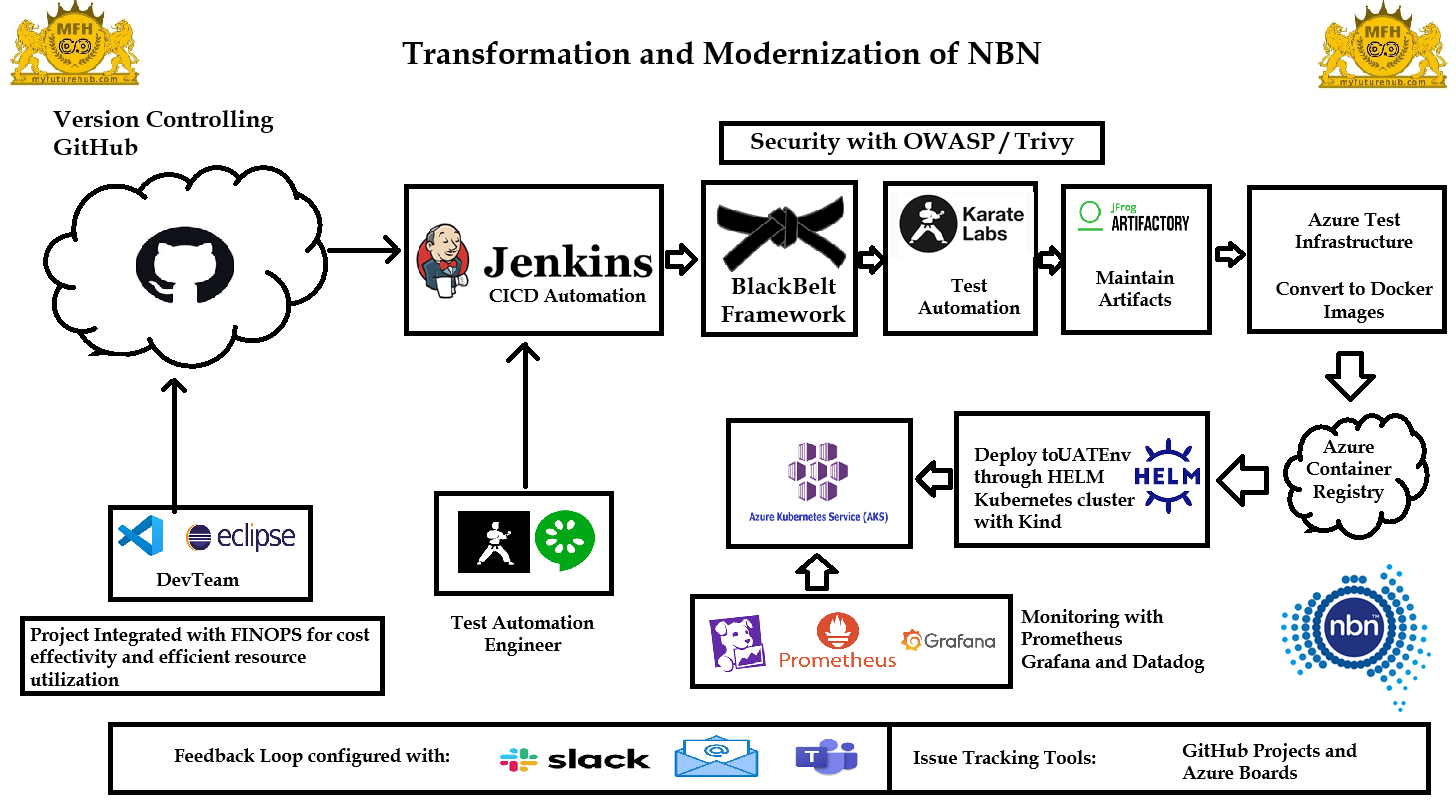 MFH
myfuturehub.com
Transformation and Modernization of NBN
MFH
myfuturehub.com
Version Controlling
GitHub
Security with OWASP / Trivy
Jenkins
CICD Automation
BlackBelt
Framework
Karate
Labs
Test
Automation
JFrog
ARTIFACTORY
Maintain
Artifacts
Azure Test
Infrastructure
Convert to Docker
Images
Azure
Container
Registry
Deploy toUATEnv
through HELM
Kubernetes cluster
with Kind
HELM
Azure Kubernetes Service (AKS)
eclipse
DevTeam
Test Automation
Engineer
Project Integrated with FINOPS for cost
effectivity and efficient resource
utilization
Prometheus
Grafana
Monitoring with
Prometheus
Grafana and Datadog
nbn™
Feedback Loop configured with:
slack
@
T
Issue Tracking Tools:
GitHub Projects and
Azure Boards